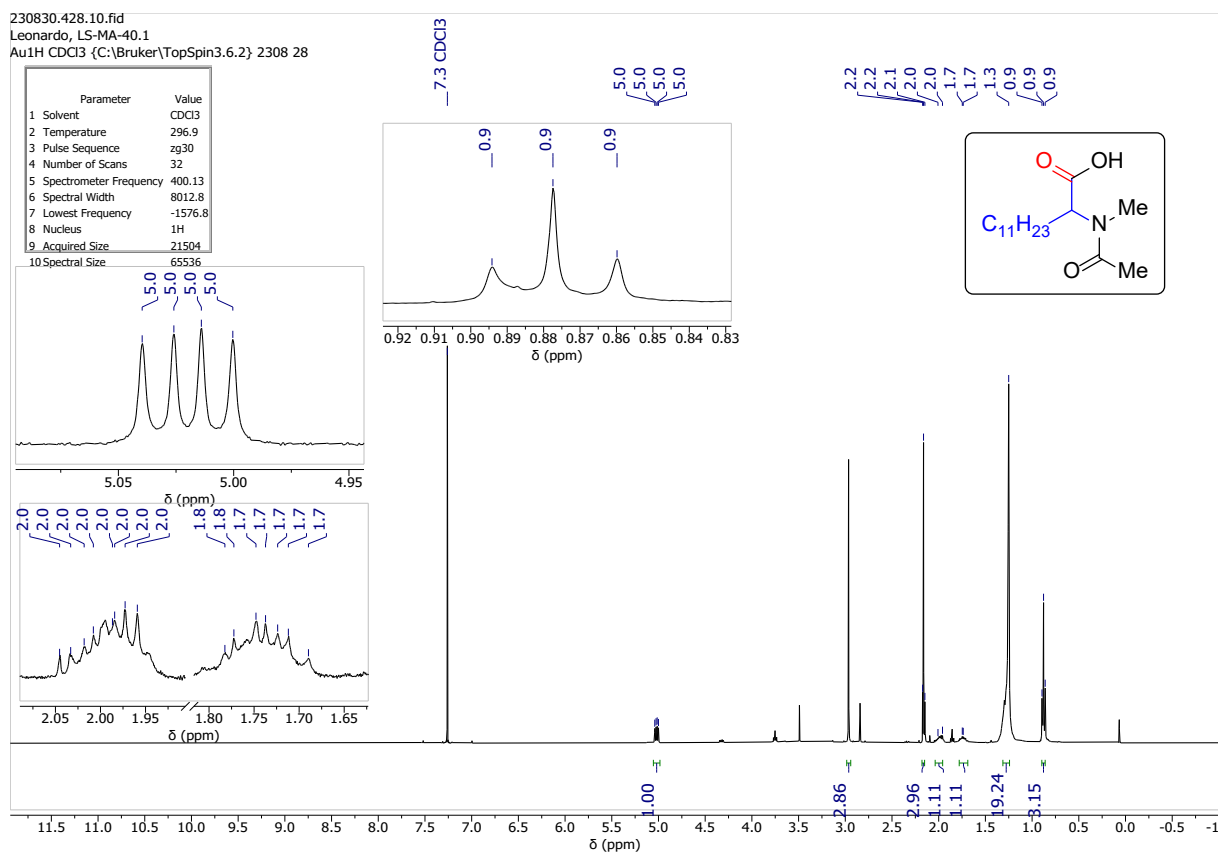 230830.428.10.fid
Leonardo, LS-MA-40.1
Au1H CDCl3 {C:\Bruker\TopSpin3.6.2} 2308 28
Parameter Value
1 Solvent CDCl3
2 Temperature 296.9
3 Pulse Sequence zg30
4 Number of Scans 32
5 Spectrometer Frequency 400.13
6 Spectral Width 8012.8
7 Lowest Frequency -1576.8
8 Nucleus 1H
9 Acquired Size 21504
10 Spectral Size 65536
7.3 CDCl3
5.0
5.0
5.0
5.0
2.2
2.2
2.1
2.0
2.0
1.7
1.7
1.3
0.9
0.9
0.9
O
OH
C11H23
N
Me
O
Me
0.9
0.9
0.9
0.92 0.91 0.90 0.89 0.88 0.87 0.86 0.85 0.84 0.83
δ (ppm)
5.0
5.0
5.0
5.0
5.05 5.00 4.95
δ (ppm)
2.0
2.0
2.0
2.0
2.0
2.0
2.0
2.0
1.8
1.8
1.7
1.7
1.7
1.7
1.7
2.05 2.00 1.95 1.80 1.75 1.70 1.65
δ (ppm)
1.00
2.86
2.96
1.11
1.11
19.24
3.15
11.5 11.0 10.5 10.0 9.5 9.0 8.5 8.0 7.5 7.0 6.5 6.0 5.5 5.0 4.5 4.0 3.5 3.0 2.5 2.0 1.5 1.0 0.5 0.0 -0.5 -1
δ (ppm)